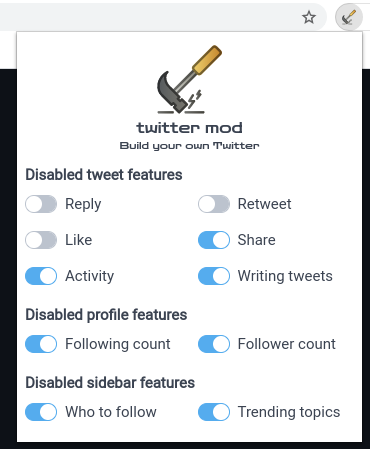 twitter mod
Build your own Twitter
Disabled tweet features
Reply Retweet
Like Share
Activity Writing tweets
Disabled profile features
Following count Follower count
Disabled sidebar features
Who to follow Trending topics